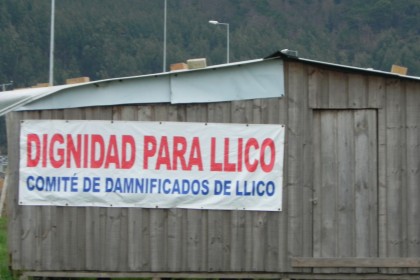 DIGNIDAD PARA LLICO
COMITÉ DE DAMNIFICADOS DE LLICO